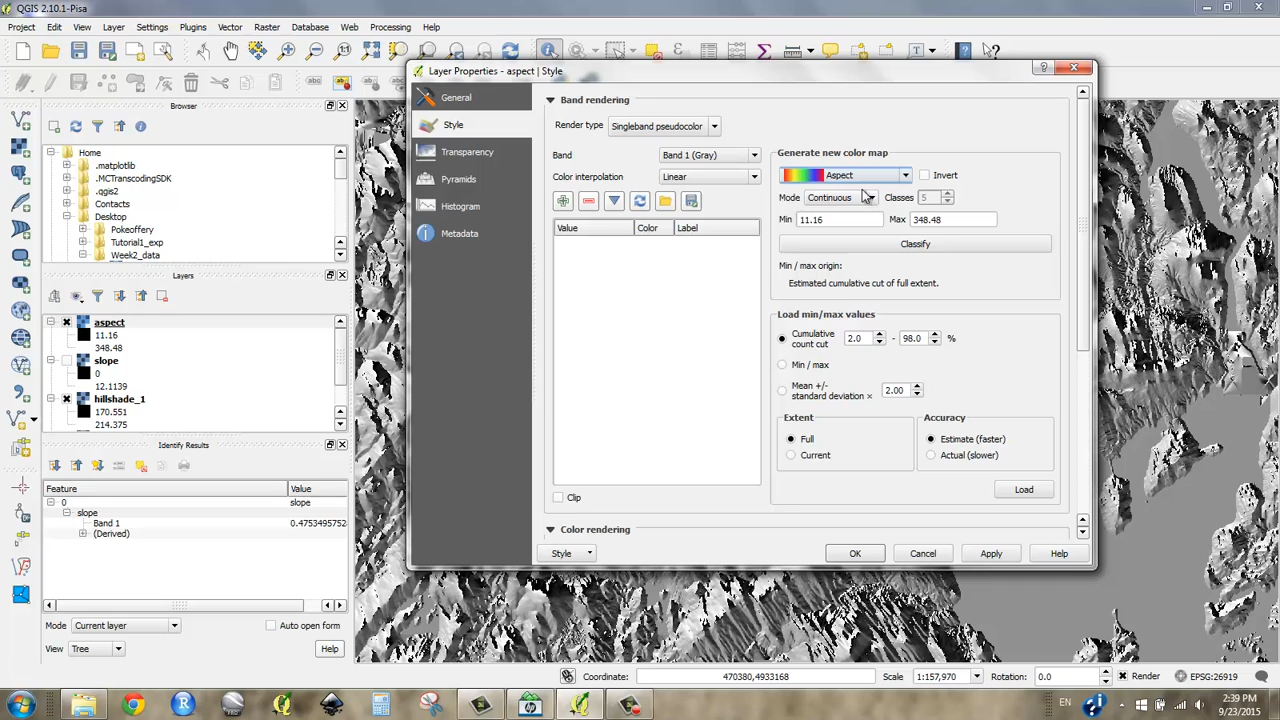 QGIS 2.10.1-Pisa
Project Edit View Layer Settings Plugins Vector Raster Database Web Processing Help
Layer Properties - aspect | Style
General
Style
Transparency
Pyramids
Histogram
Metadata
Band rendering
Render type Singleband pseudocolor
Band Band 1 (Gray)
Color interpolation Linear
Value Color Label
Clip
Generate new color map
Aspect Invert
Mode Continuous Classes 5
Min 11.16 Max 348.48
Classify
Min / max origin:
Estimated cumulative cut of full extent.
Load min/max values
Cumulative count cut 2.0 - 98.0 %
Min / max
Mean +/-
standard deviation × 2.00
Extent
Full
Current
Accuracy
Estimate (faster)
Actual (slower)
Load
Color rendering
Style OK Cancel Apply Help
Browser
Home
.matplotlib
.MCTranscodingSDK
.qgis2
Contacts
Desktop
Pokeoffery
Tutorial1_exp
Week2_data
Layers
aspect
11.16
348.48
slope
0
12.1139
hillshade_1
170.551
214.375
Identify Results
Feature Value
0 slope
slope
Band 1 0.4753495752
(Derived)
Mode Current layer Auto open form
View Tree Help
Coordinate: 470380,4933168 Scale 1:157,970 Rotation: 0.0 Render EPSG:26919
EN 2:39 PM
9/23/2015